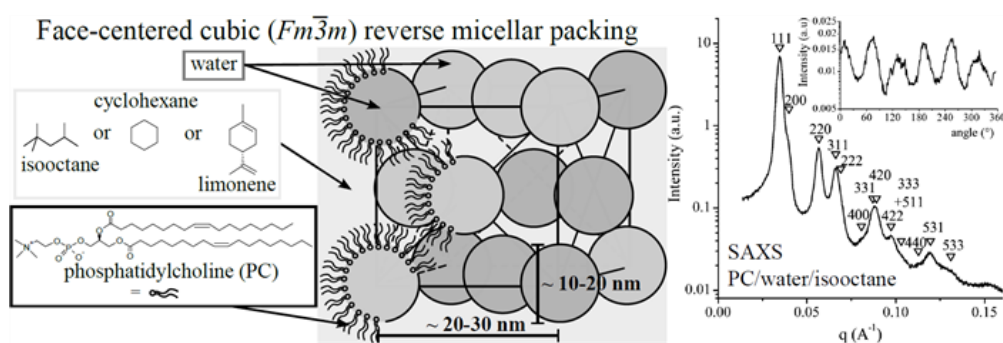 Face-centered cubic (Fm3̅m) reverse micellar packing
water
cyclohexane
or
or
isooctane
limonene
N
O
P
O
O
O
O
O
O
O
phosphatidylcholine (PC)
=
~ 10-20 nm
~ 20-30 nm
Intensity (a.u.)
10
1
0.1
0.01
0.00
0.05
0.10
0.15
q (A⁻¹)
111
200
220
311
222
400
331
420
422
333
+511
440
531
533
SAXS
PC/water/isooctane
Intensity (a.u)
0.025
0.015
0.01
0.005
0
60
120
180
240
300
360
angle (°)